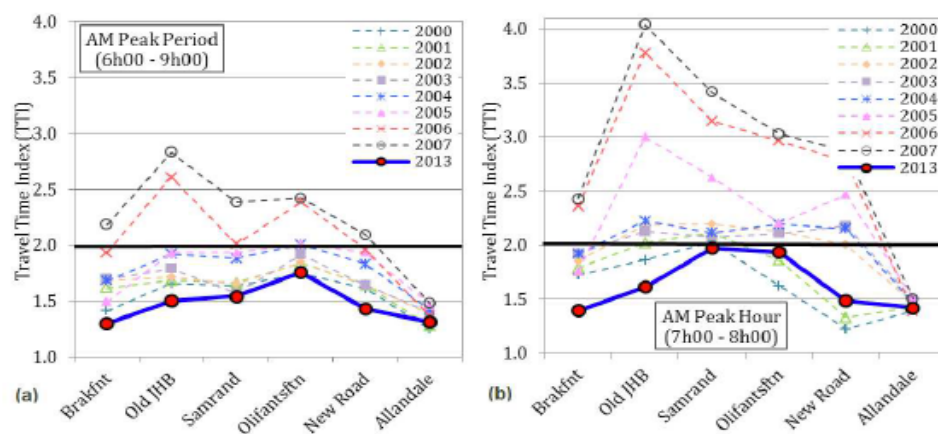 4.0
3.5
3.0
2.5
2.0
1.5
1.0
Travel Time Index (TTI)
AM Peak Period
(6h00 - 9h00)
2000
2001
2002
2003
2004
2005
2006
2007
2013
Brakfnt
Old JHB
Samrand
Olifantsftn
New Road
Allandale
(a)
4.0
3.5
3.0
2.5
2.0
1.5
1.0
Travel Time Index (TTI)
2000
2001
2002
2003
2004
2005
2006
2007
2013
AM Peak Hour
(7h00 - 8h00)
Brakfnt
Old JHB
Samrand
Olifantsftn
New Road
Allandale
(b)